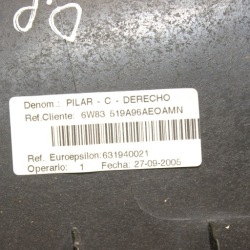 Denom.: PILAR - C - DERECHO
Ref.Cliente: 6W83 519A96AEOAMN
Ref. Euroepsilon:631940021
Operario: 1 Fecha: 27-09-2005